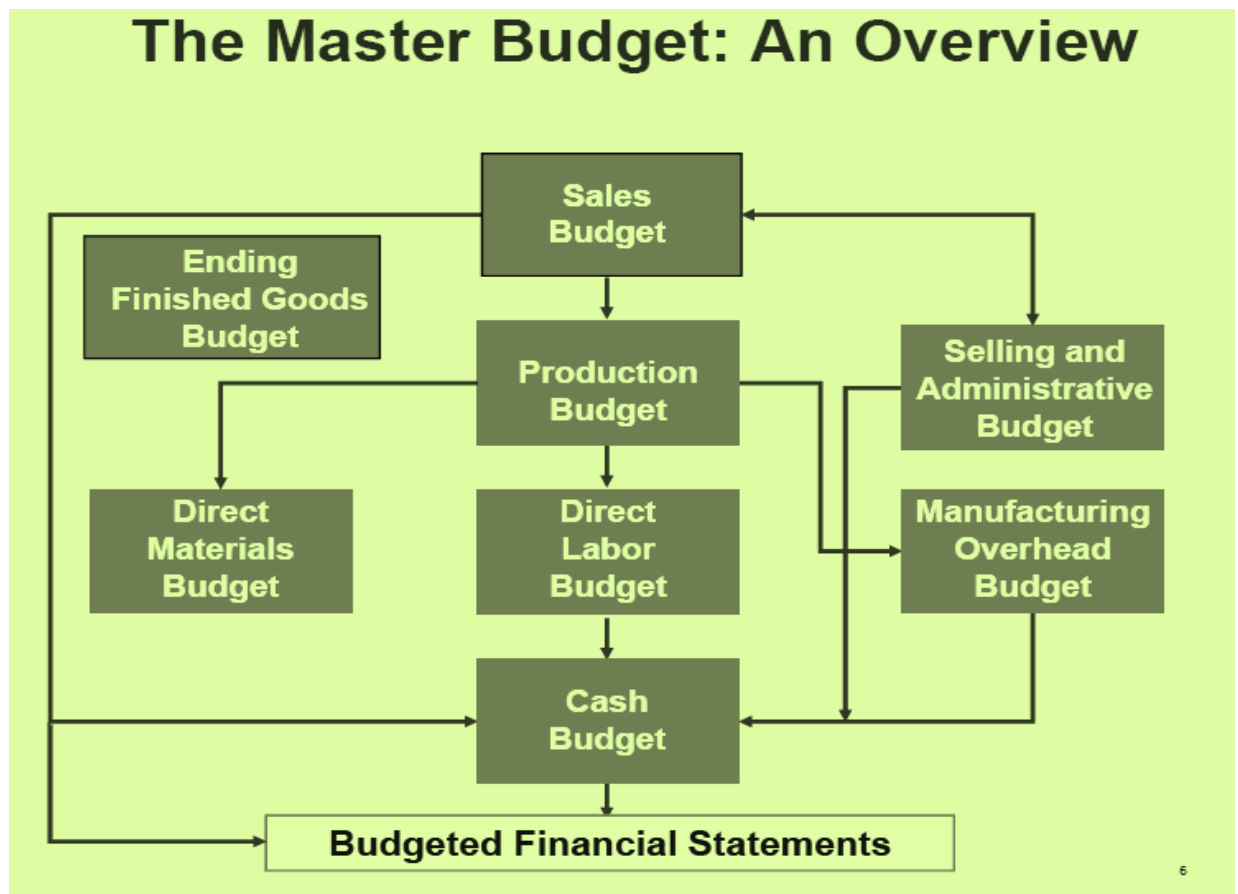 The Master Budget: An Overview
Sales
Budget
Ending
Finished Goods
Budget
Production
Budget
Selling and
Administrative
Budget
Direct
Materials
Budget
Direct
Labor
Budget
Manufacturing
Overhead
Budget
Cash
Budget
Budgeted Financial Statements
6